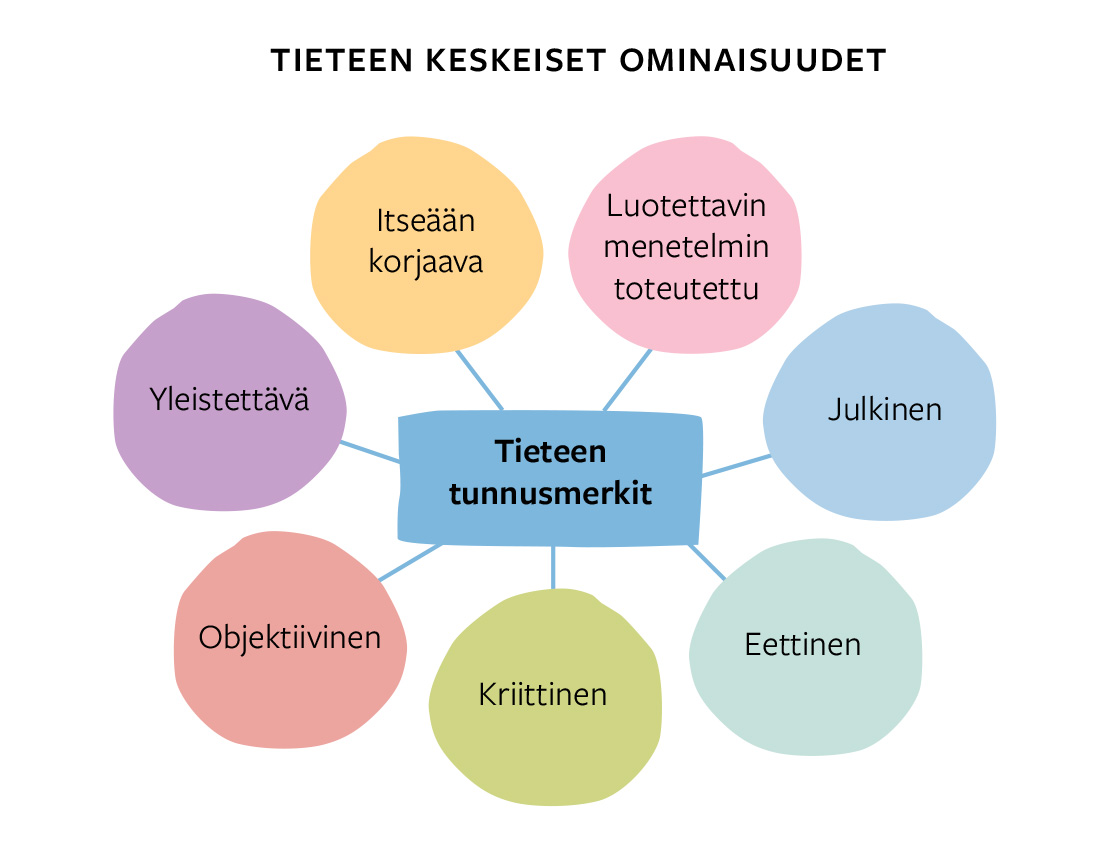 TIETEEN KESKEISET OMINAISUUDET
Itseään
korjaava
Luotettavin
menetelmin
toteutettu
Yleistettävä
Julkinen
Tieteen
tunnusmerkit
Objektiivinen
Kriittinen
Eettinen